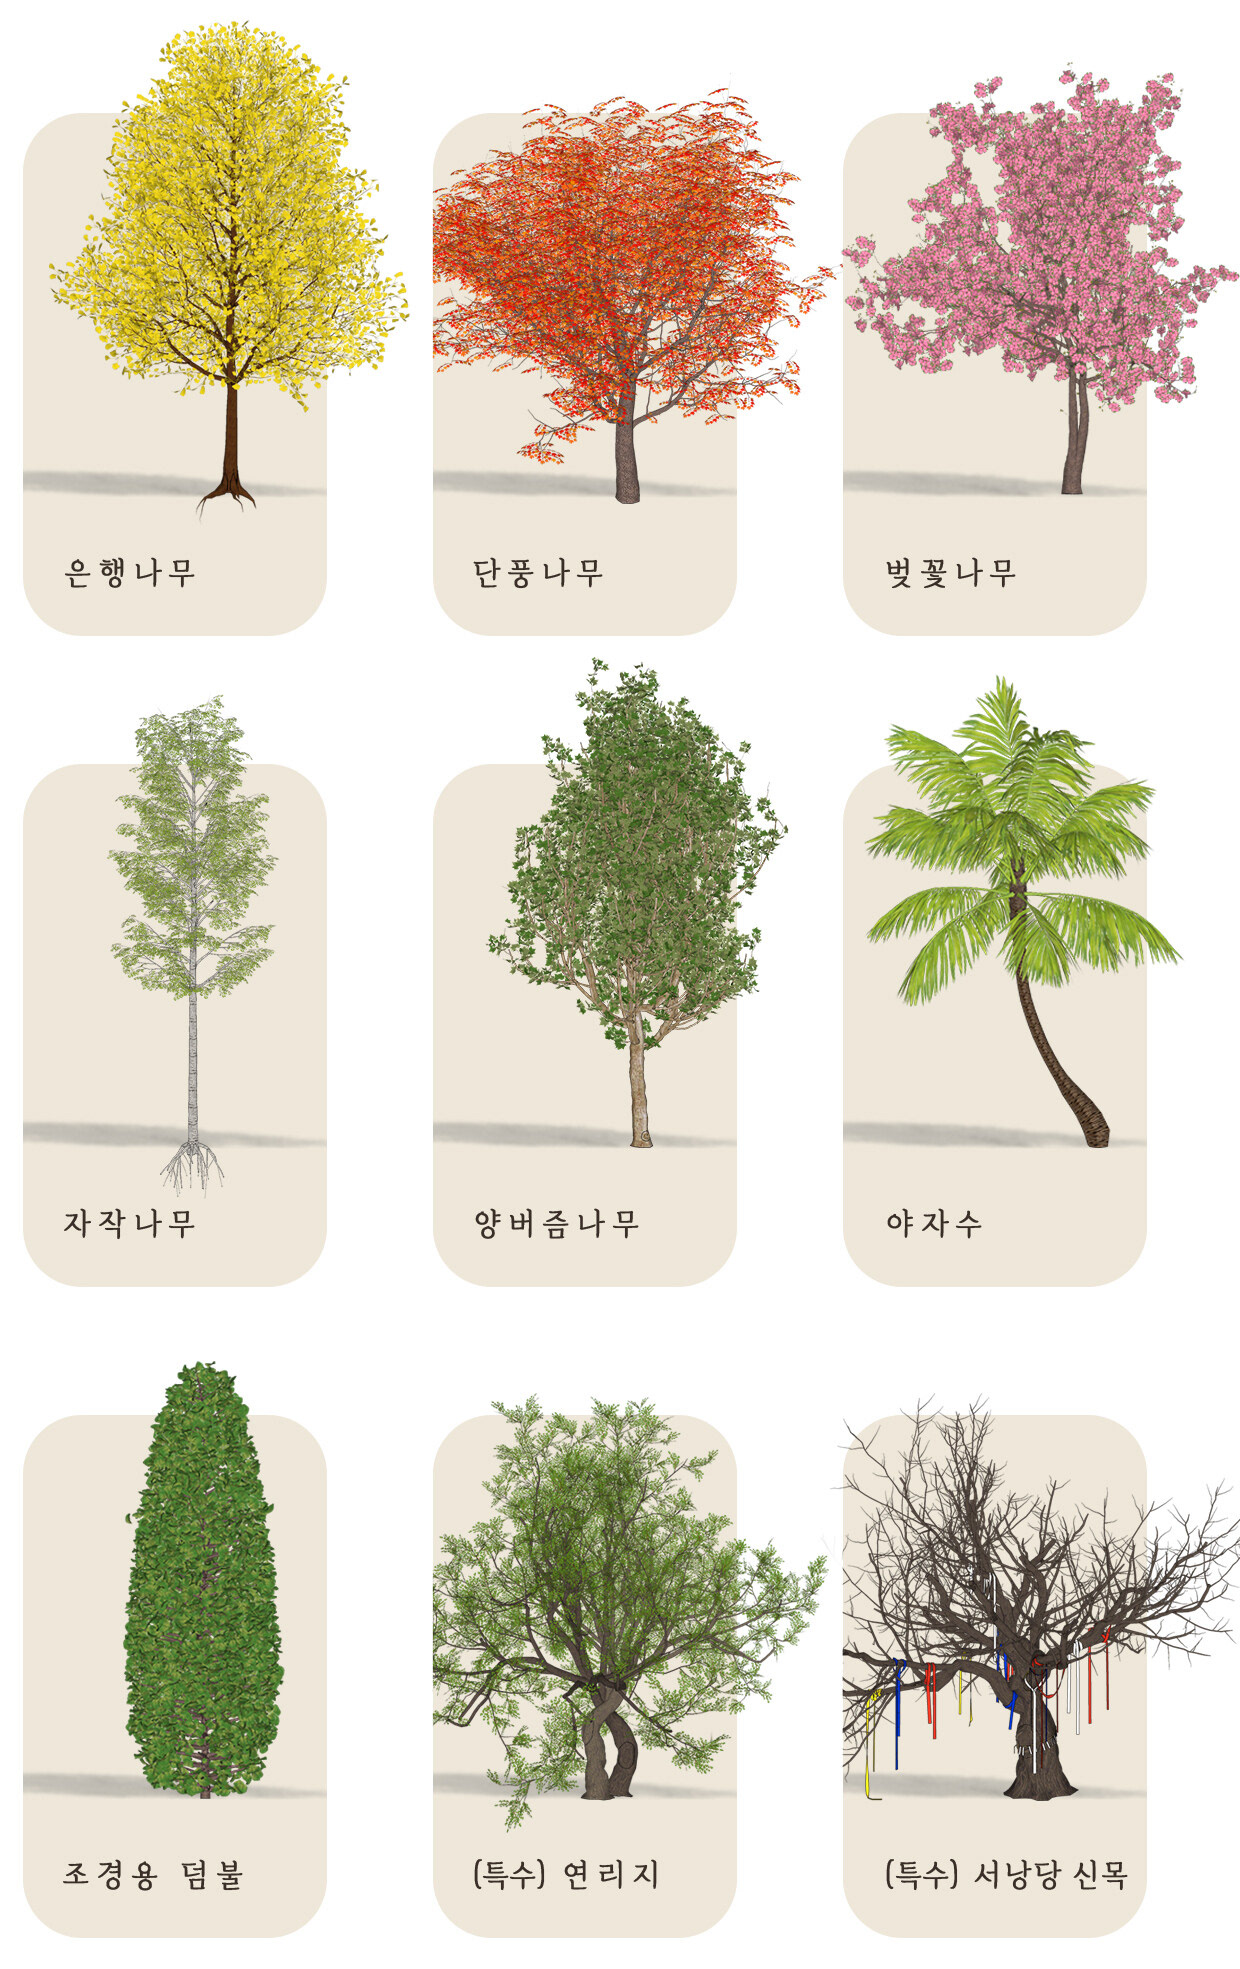 은행나무
단풍나무
벚꽃나무
자작나무
양버즘나무
야자수
조경용 덤불
(특수) 연리지
(특수) 서낭당 신목